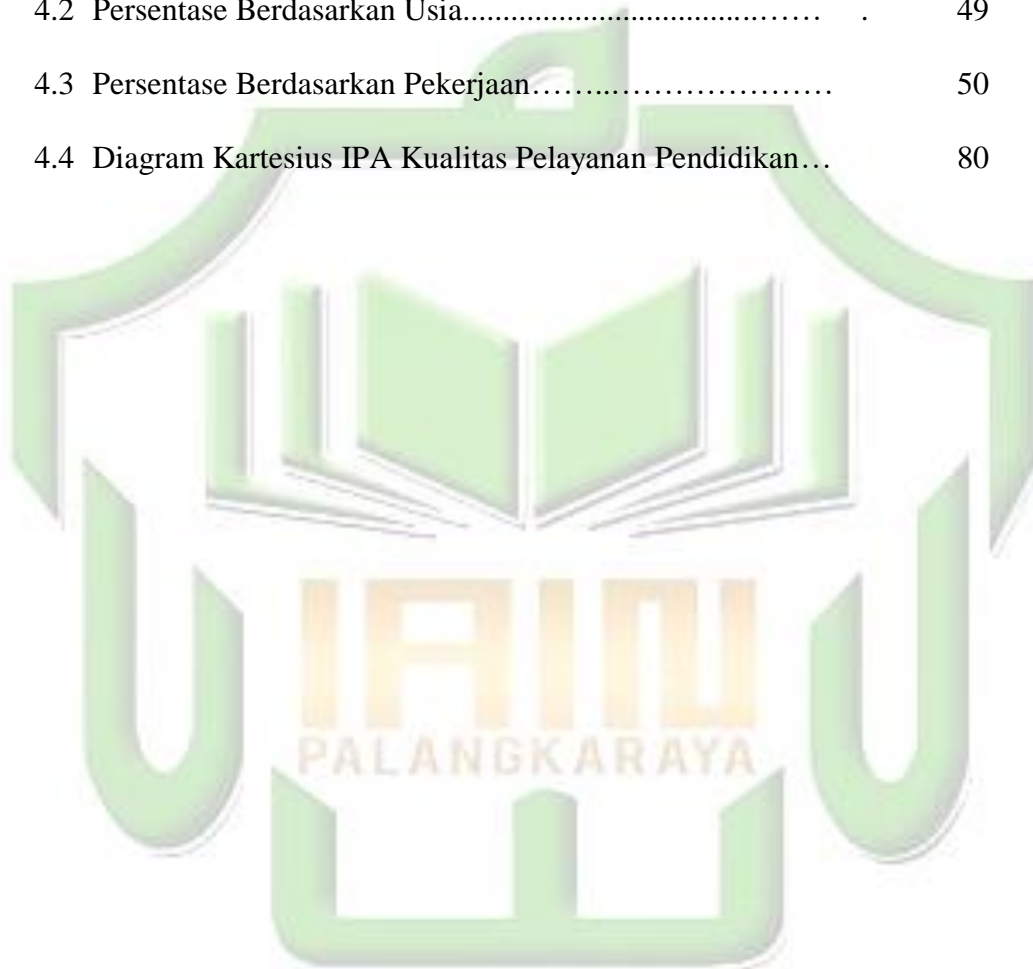 4.2 Persentase Berdasarkan Usia......................................…… . 49
4.3 Persentase Berdasarkan Pekerjaan……..………………… 50
4.4 Diagram Kartesius IPA Kualitas Pelayanan Pendidikan… 80
IAIN
PALANGKARAYA